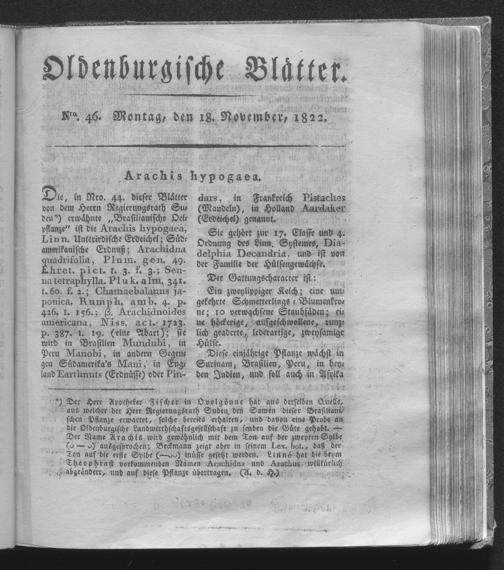 Oldenburgische Blätter.
Nro. 46. Montag, den 18. November, 1822.
Arachis hypogaea.
Die, in Nro. 44. dieser Blätter
von dem Herrn Regierungsrath Su-
den*) erwähnte „Brasilianische Oel-
pflanze" ist die Arachis hypogaea,
Linn. Unterirdische Erdeichel; Süd-
amerikanische Erdnuß; Arachidna
quadrifolia, Plum. gen. 49.
Ehret. pict. t. 3. f. 3.; Sen-
na tetraphylla. Pluk. alm. 341.
t. 60. f. 2.; Chamaebalanus ja-
ponica. Rumph. amb. 4. p.
426. t. 156.; β. Arachidnoides
americana, Niss. act. 1723.
p. 387. t. 19. (eine Abart); sie
wird in Brasilien Mundubi, in
Peru Manobi, in andern Gegen-
den Südamerika's Mani, in Eng-
land Earthnuts (Erdnüsse) oder Pin-
dars, in Frankreich Pistaches
(Mandeln), in Holland Aardaker
(Erdeichel) genannt.
Sie gehört zur 17. Classe und 4.
Ordnung des Linn. Systemes, Dia-
delphia Decandria, und ist von
der Familie der Hülsengewächse.
Der Gattungscharacter ist:
Ein zweylippiger Kelch; eine um-
gekehrte Schmetterlings-Blumenkro-
ne; 10 verwachsene Staubfäden; ei-
ne höckerige, aufgeschwollene, runz-
lich geaderte, lederartige, zweysamige
Hülse.
Diese einjährige Pflanze wächst in
Surinam, Brasilien, Peru, in bey-
den Indien, und soll auch in Afrika
*) Der Herr Apotheker Fischer in Ovelgönne hat aus derselben Quelle,
aus welcher der Herr Regierungsrath Suden den Samen dieser Brasiliani-
schen Pflanze erwartet, solche bereits erhalten, und davon eine Probe an
die Oldenburgische Landwirthschaftsgesellschaft zu senden die Güte gehabt. —
Der Name Arachis wird gewöhnlich mit dem Ton auf der zweyten Sylbe
(◡—◡) ausgesprochen; Beckmann zeigt aber in seinem Lex. bot., daß der
Ton auf die erste Sylbe (—◡◡) müsse gesetzt werden. Linné hat die beym
Theophrast vorkommenden Namen Arachidna und Arathus willkürlich
abgeändert, und auf diese Pflanze übertragen. (A. d. H.)